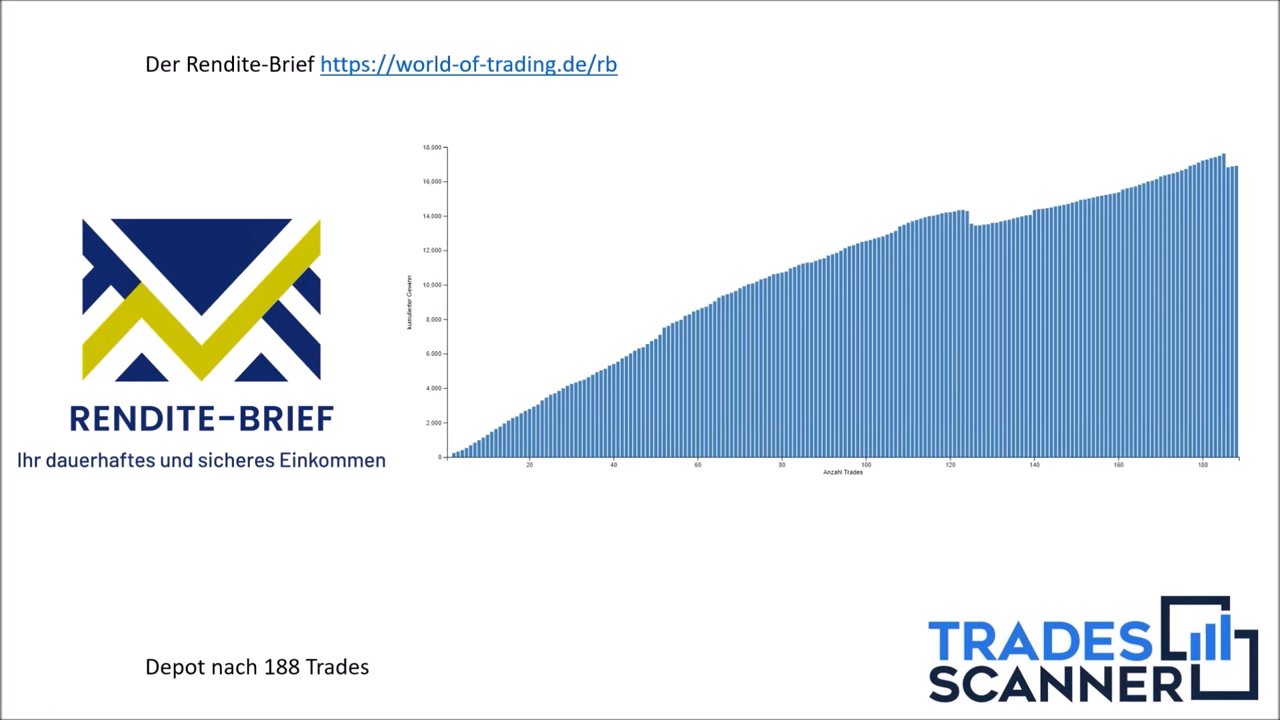 Der Rendite-Brief https://world-of-trading.de/rb
18.000
16.000
14.000
12.000
10.000
8.000
6.000
4.000
2.000
0
kumulierter Gewinn
20 40 60 80 100 120 140 160 180
Anzahl Trades
RENDITE-BRIEF
Ihr dauerhaftes und sicheres Einkommen
Depot nach 188 Trades
TRADES
SCANNER